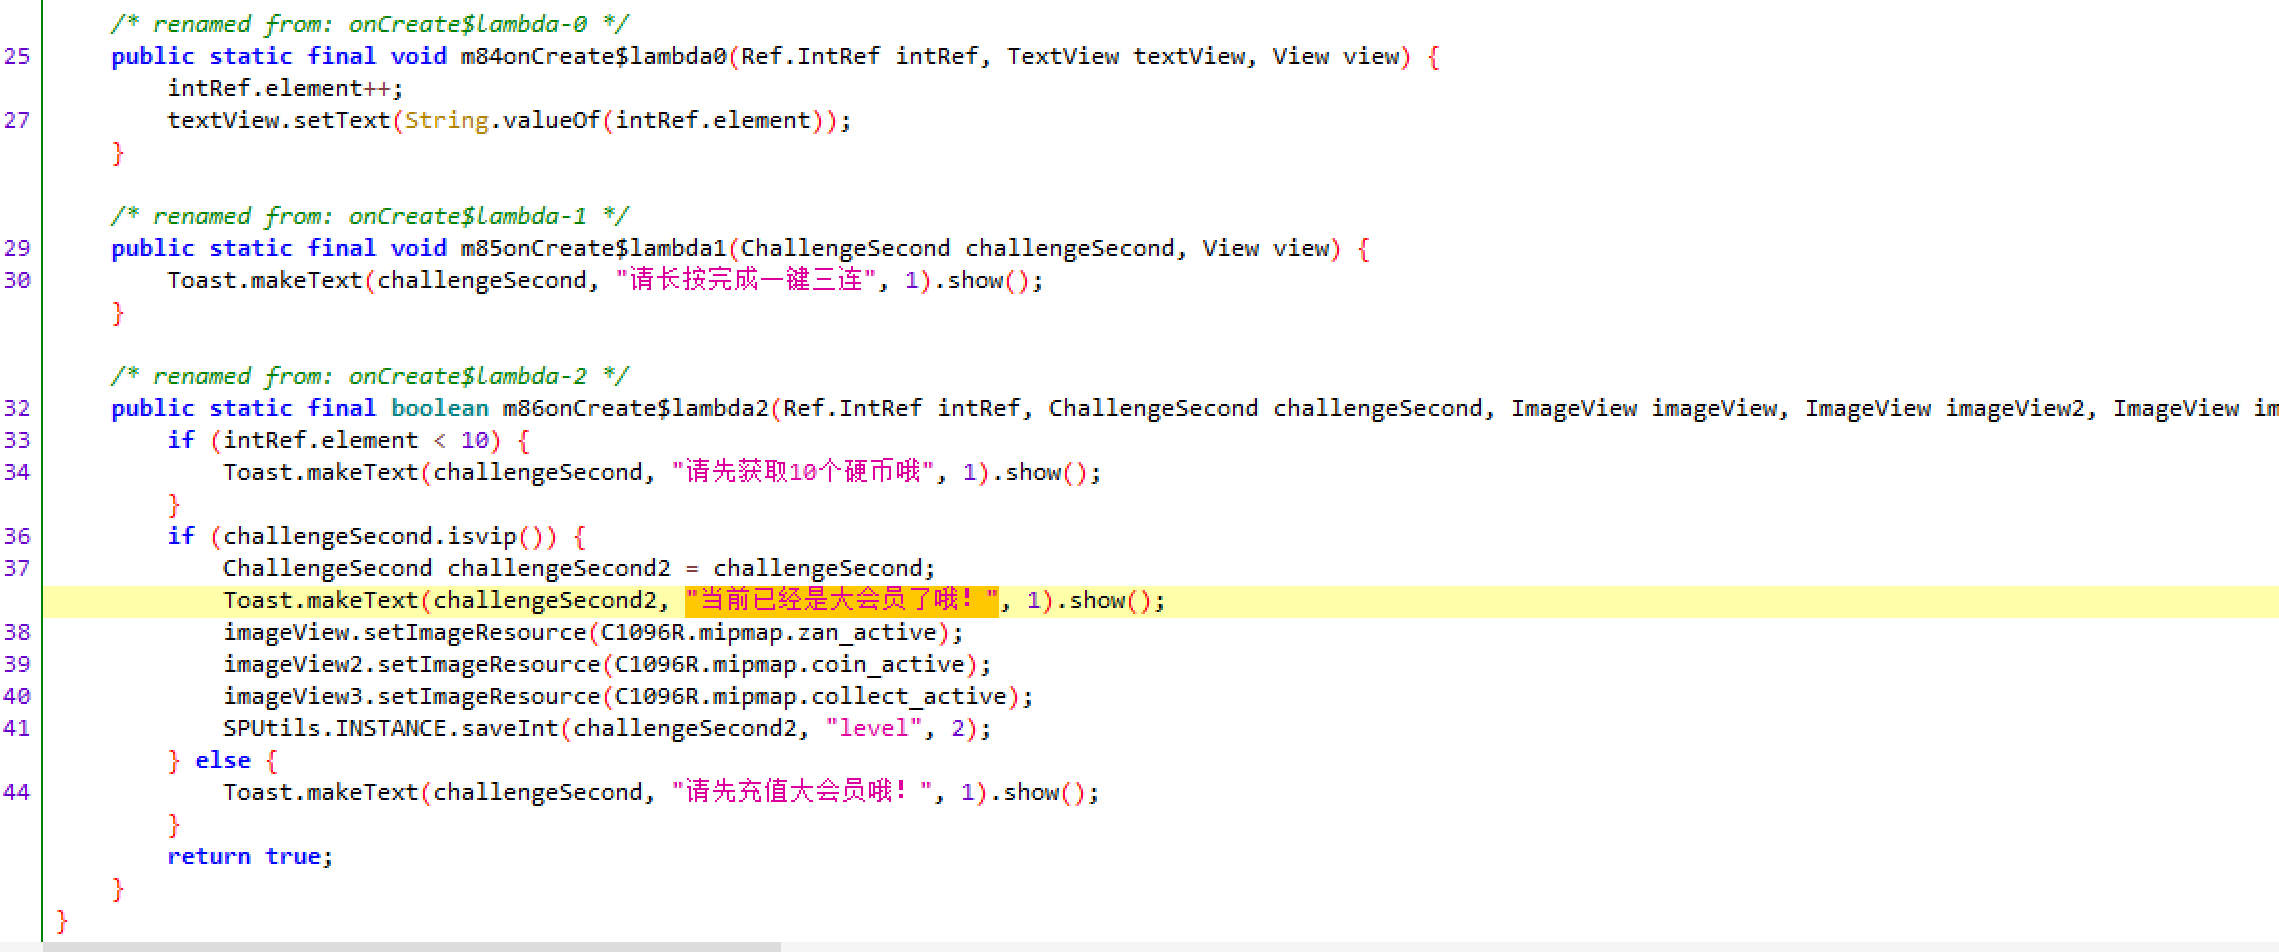 /* renamed from: onCreate$lambda-0 */
25 public static final void m84onCreate$lambda0(Ref.IntRef intRef, TextView textView, View view) {
intRef.element++;
27 textView.setText(String.valueOf(intRef.element));
}
/* renamed from: onCreate$lambda-1 */
29 public static final void m85onCreate$lambda1(ChallengeSecond challengeSecond, View view) {
30 Toast.makeText(challengeSecond, "请长按完成一键三连", 1).show();
}
/* renamed from: onCreate$lambda-2 */
32 public static final boolean m86onCreate$lambda2(Ref.IntRef intRef, ChallengeSecond challengeSecond, ImageView imageView, ImageView imageView2, ImageView im
33 if (intRef.element < 10) {
34 Toast.makeText(challengeSecond, "请先获取10个硬币哦", 1).show();
}
36 if (challengeSecond.isvip()) {
37 ChallengeSecond challengeSecond2 = challengeSecond;
Toast.makeText(challengeSecond2, "当前已经是大会员了哦！", 1).show();
38 imageView.setImageResource(C1096R.mipmap.zan_active);
39 imageView2.setImageResource(C1096R.mipmap.coin_active);
40 imageView3.setImageResource(C1096R.mipmap.collect_active);
41 SPUtils.INSTANCE.saveInt(challengeSecond2, "level", 2);
} else {
44 Toast.makeText(challengeSecond, "请先充值大会员哦！", 1).show();
}
return true;
}
}